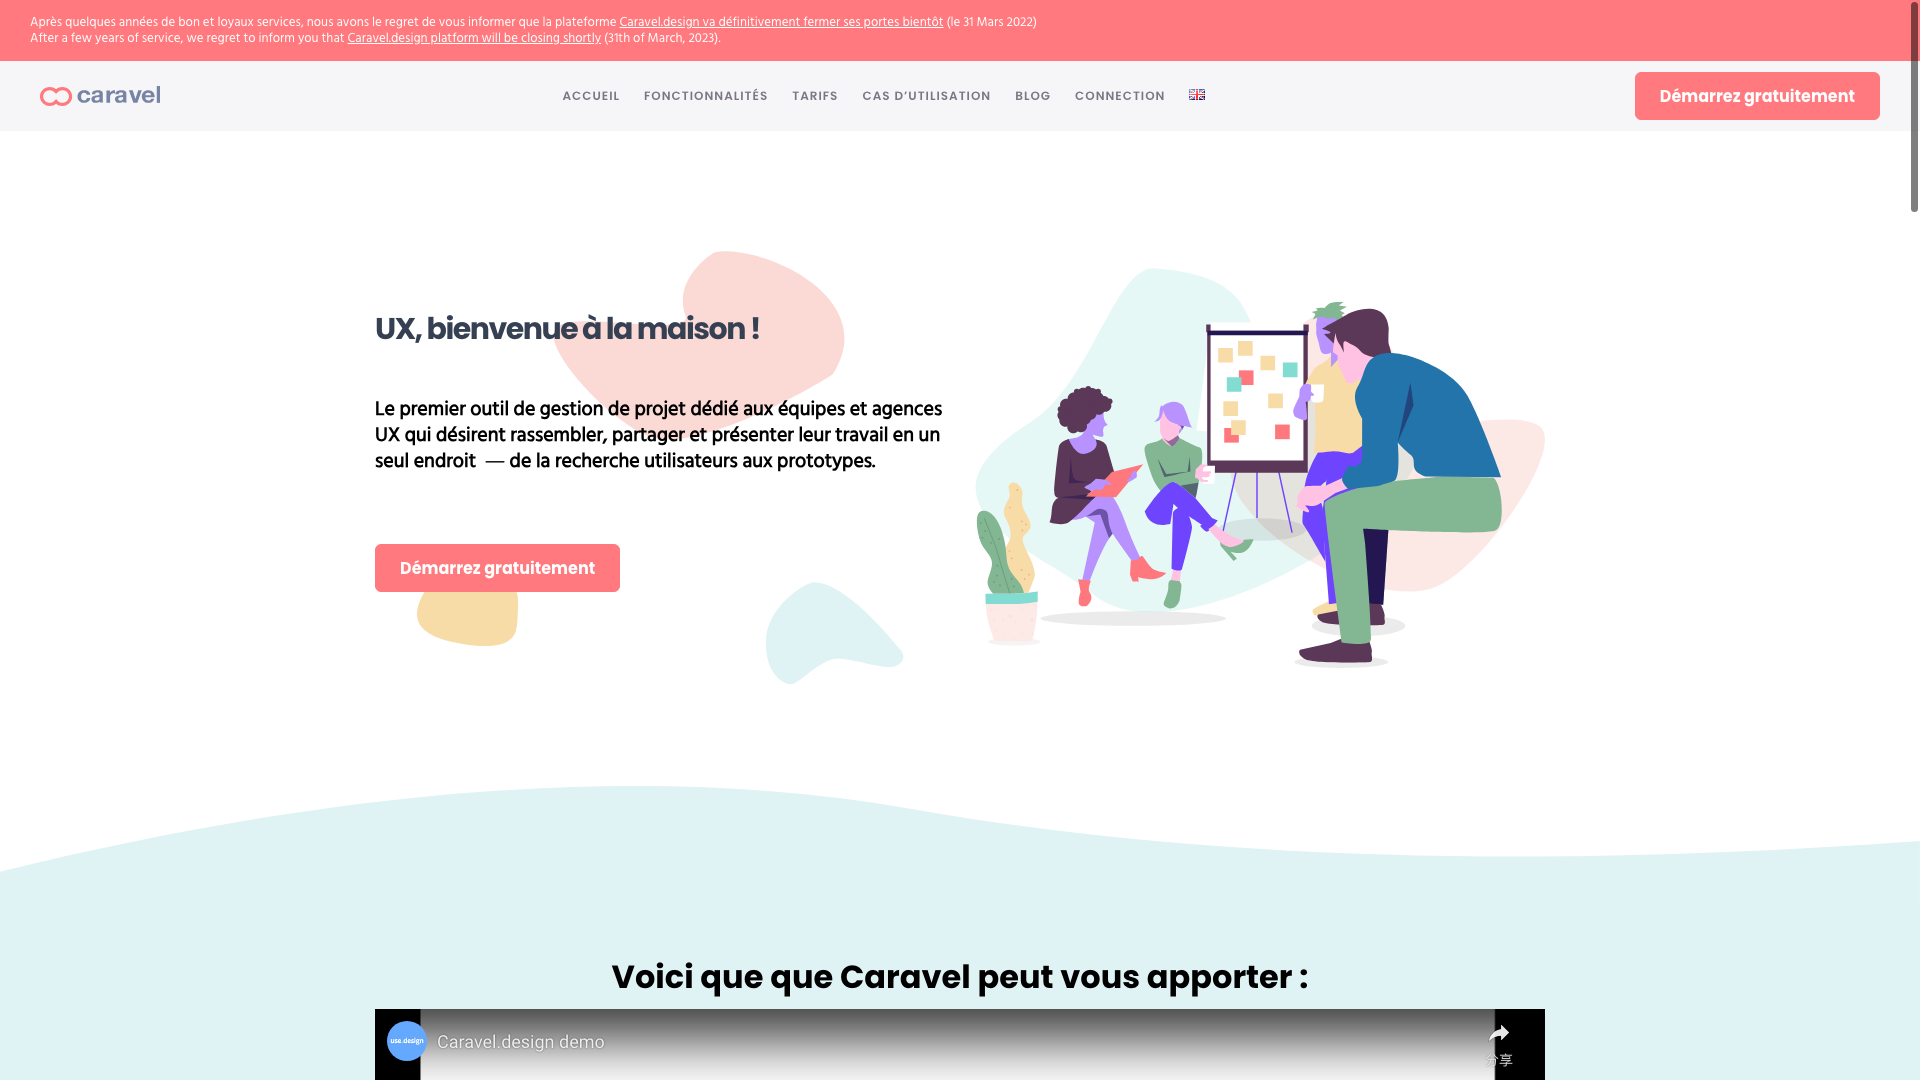 Après quelques années de bon et loyaux services, nous avons le regret de vous informer que la plateforme Caravel.design va définitivement fermer ses portes bientôt (le 31 Mars 2022)
After a few years of service, we regret to inform you that Caravel.design platform will be closing shortly (31th of March, 2023).
caravel
ACCUEIL FONCTIONNALITÉS TARIFS CAS D'UTILISATION BLOG CONNECTION
Démarrez gratuitement
UX, bienvenue à la maison !
Le premier outil de gestion de projet dédié aux équipes et agences
UX qui désirent rassembler, partager et présenter leur travail en un
seul endroit — de la recherche utilisateurs aux prototypes.
Démarrez gratuitement
Voici que que Caravel peut vous apporter :
use.design
Caravel.design demo
分享